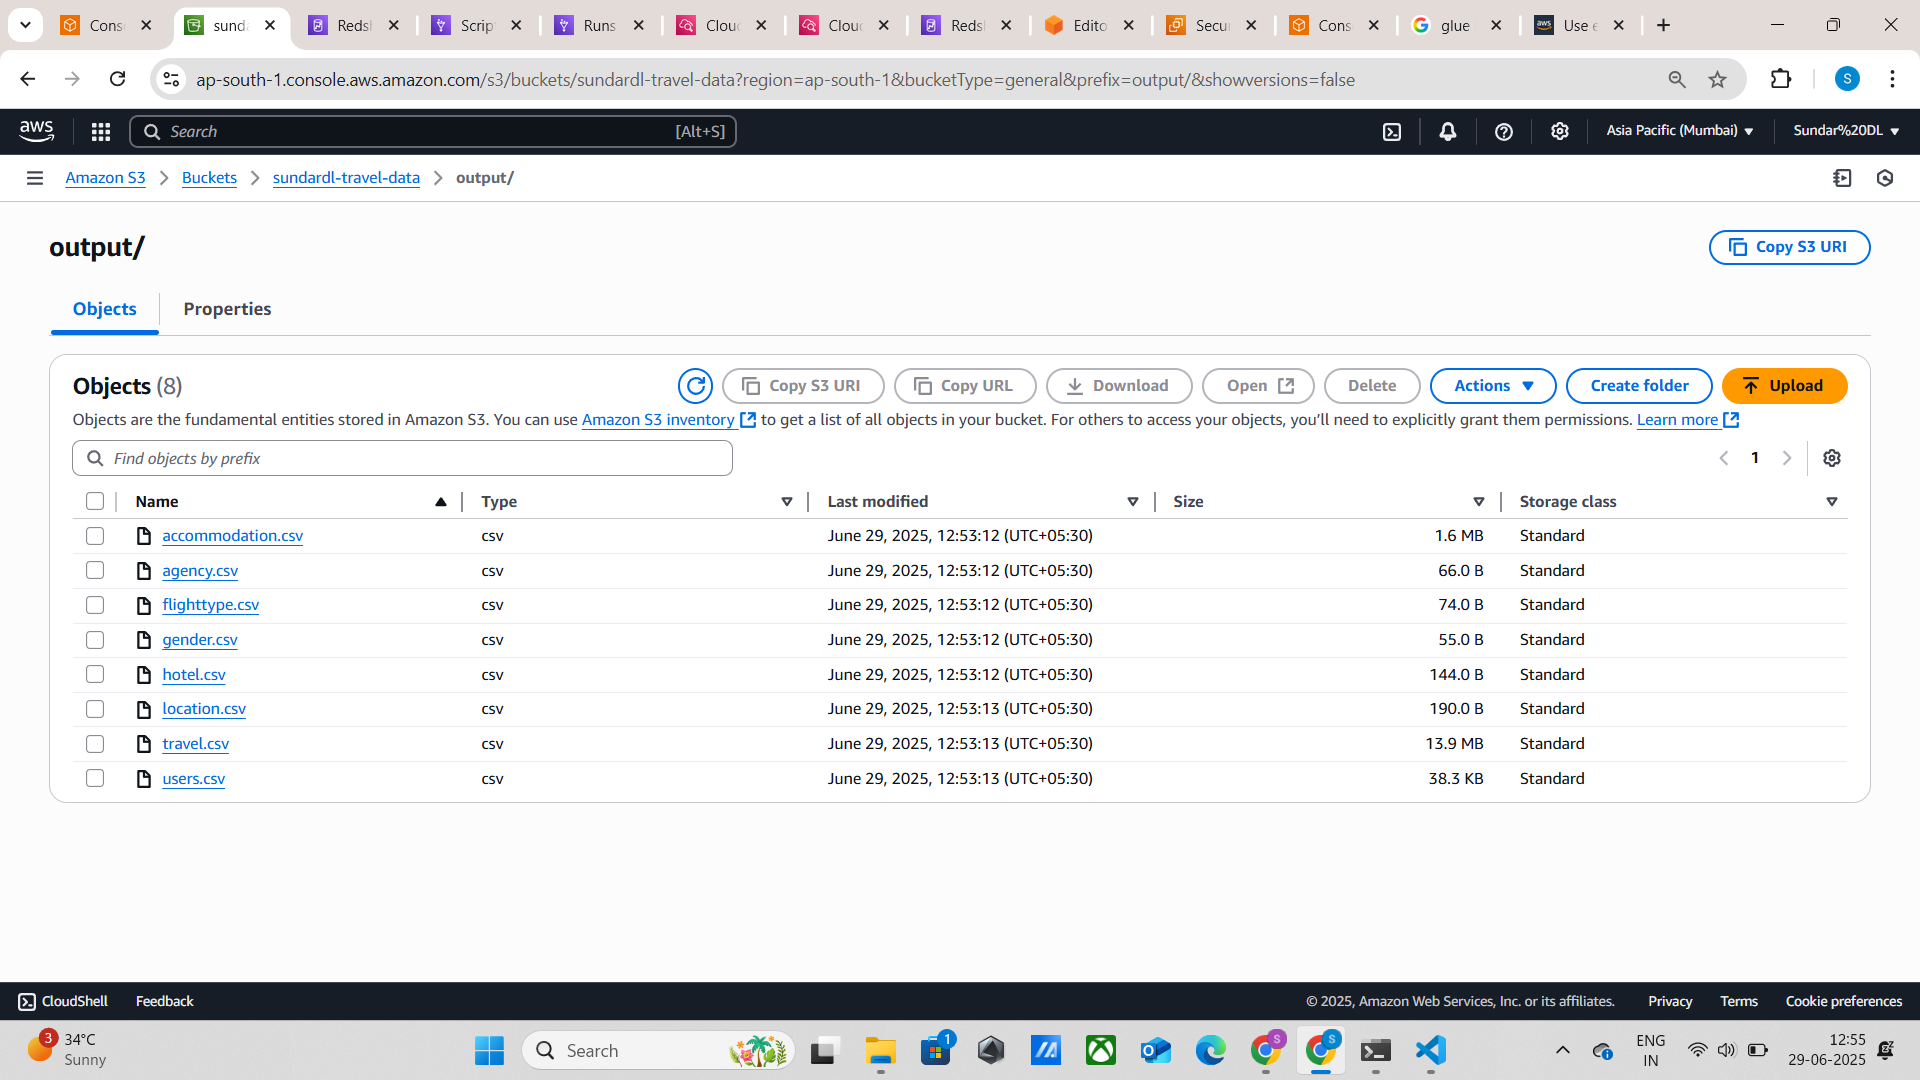 Cons
sunda
Redsl
Scrip
Runs
Clou
Clou
Redsl
Edito
Secur
Cons
glue
Use e
ap-south-1.console.aws.amazon.com/s3/buckets/sundardl-travel-data?region=ap-south-1&bucketType=general&prefix=output/&showversions=false
S
aws
Search
[Alt+S]
Asia Pacific (Mumbai)
Sundar%20DL
Amazon S3
Buckets
sundardl-travel-data
output/
output/
Copy S3 URI
Objects
Properties
Objects (8)
Copy S3 URI
Copy URL
Download
Open
Delete
Actions
Create folder
Upload
Objects are the fundamental entities stored in Amazon S3. You can use Amazon S3 inventory to get a list of all objects in your bucket. For others to access your objects, you’ll need to explicitly grant them permissions. Learn more
Find objects by prefix
1
Name Type Last modified Size Storage class
accommodation.csv csv June 29, 2025, 12:53:12 (UTC+05:30) 1.6 MB Standard
agency.csv csv June 29, 2025, 12:53:12 (UTC+05:30) 66.0 B Standard
flighttype.csv csv June 29, 2025, 12:53:12 (UTC+05:30) 74.0 B Standard
gender.csv csv June 29, 2025, 12:53:12 (UTC+05:30) 55.0 B Standard
hotel.csv csv June 29, 2025, 12:53:12 (UTC+05:30) 144.0 B Standard
location.csv csv June 29, 2025, 12:53:13 (UTC+05:30) 190.0 B Standard
travel.csv csv June 29, 2025, 12:53:13 (UTC+05:30) 13.9 MB Standard
users.csv csv June 29, 2025, 12:53:13 (UTC+05:30) 38.3 KB Standard
CloudShell
Feedback
© 2025, Amazon Web Services, Inc. or its affiliates.
Privacy
Terms
Cookie preferences
3
34°C
Sunny
Search
1
S
S
ENG
IN
12:55
29-06-2025